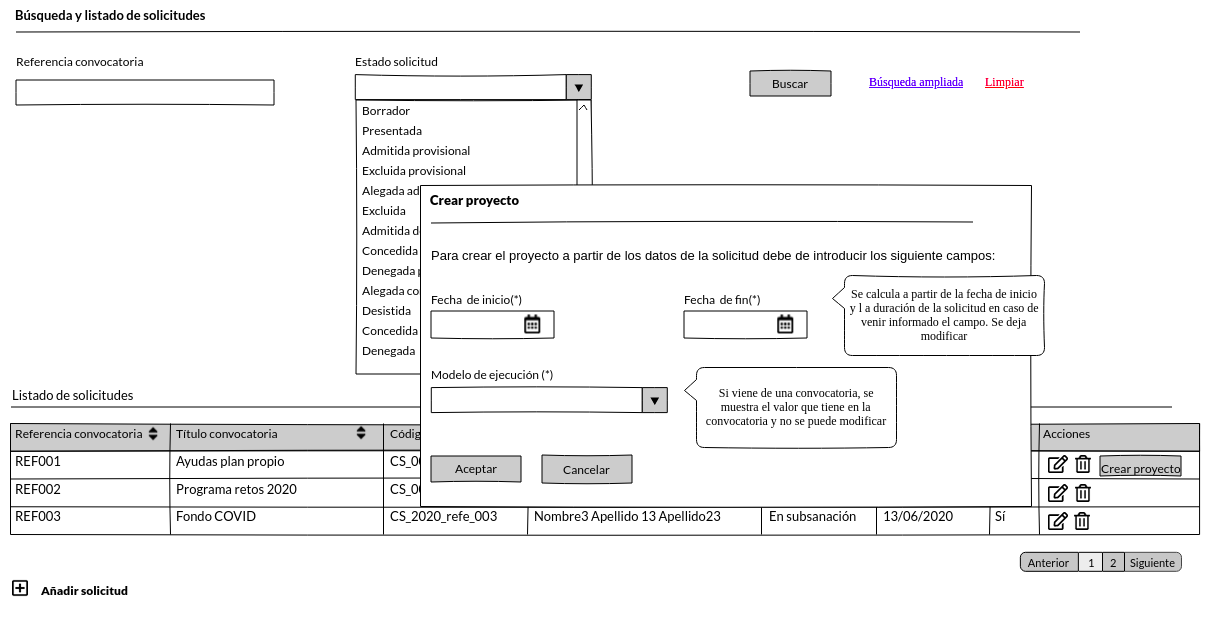 Búsqueda y listado de solicitudes
Referencia convocatoria
Estado solicitud
Buscar
Búsqueda ampliada
Limpiar
Borrador
Presentada
Admitida provisional
Excluida provisional
Alegada ad
Excluida
Admitida d
Concedida
Denegada p
Alegada co
Desistida
Concedida
Denegada
Crear proyecto
Para crear el proyecto a partir de los datos de la solicitud debe de introducir los siguiente campos:
Fecha de inicio(*)
Fecha de fin(*)
Se calcula a partir de la fecha de inicio
y l a duración de la solicitud en caso de
venir informado el campo. Se deja
modificar
Modelo de ejecución (*)
Si viene de una convocatoria, se
muestra el valor que tiene en la
convocatoria y no se puede modificar
Aceptar
Cancelar
Listado de solicitudes
Referencia convocatoria Título convocatoria Códig Acciones
REF001 Ayudas plan propio CS_00 Crear proyecto
REF002 Programa retos 2020 CS_00
REF003 Fondo COVID CS_2020_refe_003 Nombre3 Apellido 13 Apellido23 En subsanación 13/06/2020 Sí
Anterior 1 2 Siguiente
Añadir solicitud